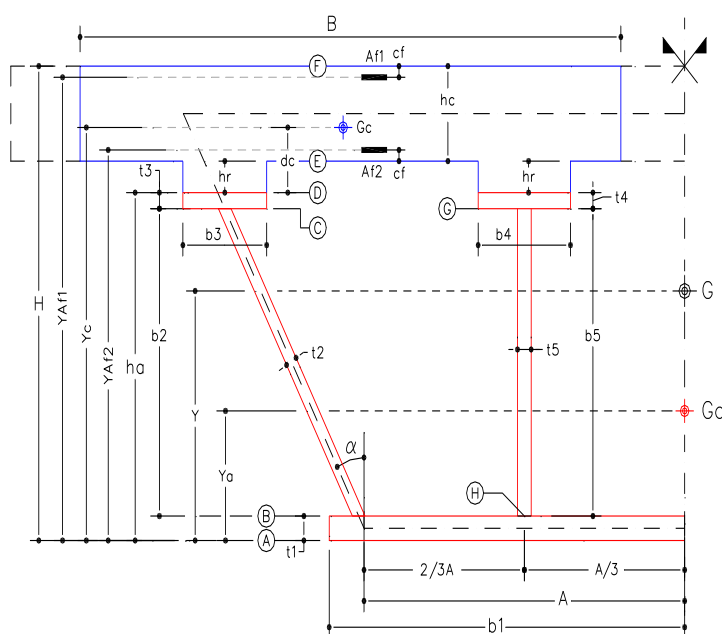 B
F
Af1
cf
hc
Gc
dc
Af2
cf
E
t3
hr
hr
D
t4
C
G
b3
b4
H
YAf1
Yc
YAf2
ha
b2
Y
Ya
t2
t5
b5
G
Ga
α
H
B
A
t1
2/3A
A/3
A
b1